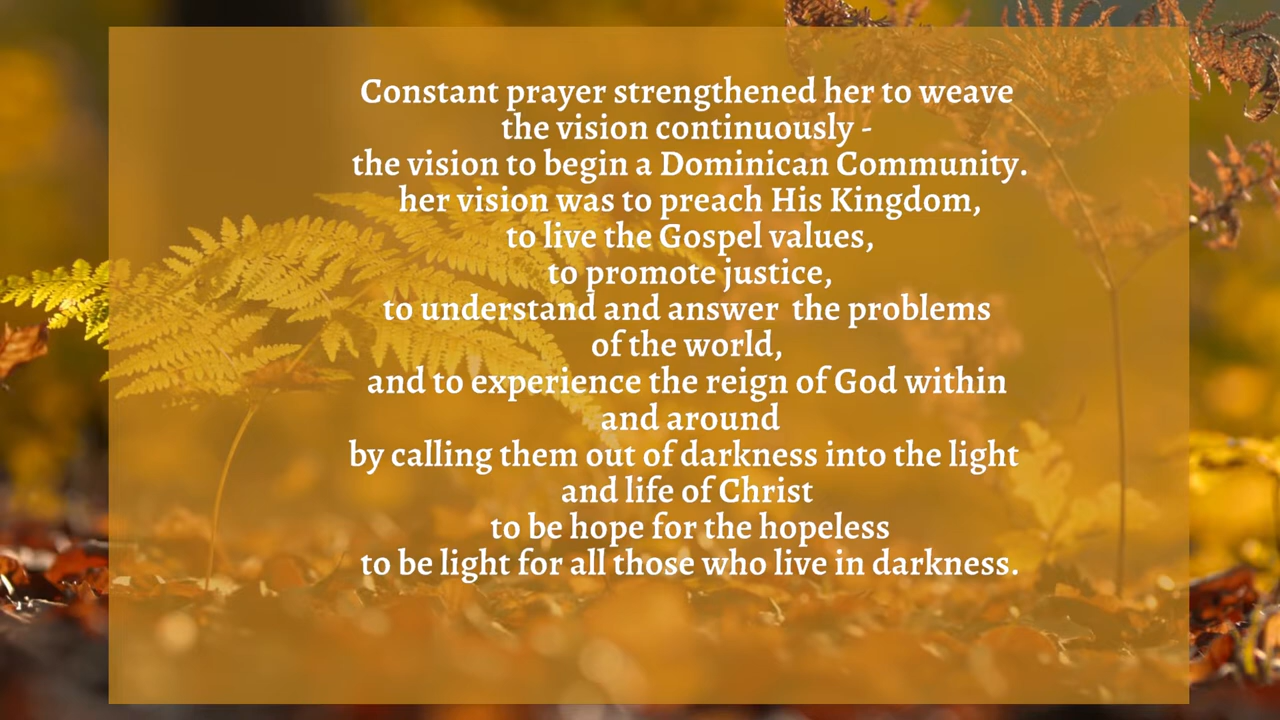 Constant prayer strengthened her to weave
the vision continuously -
the vision to begin a Dominican Community.
her vision was to preach His Kingdom,
to live the Gospel values,
to promote justice,
to understand and answer  the problems
of the world,
and to experience the reign of God within
and around
by calling them out of darkness into the light
and life of Christ
to be hope for the hopeless
to be light for all those who live in darkness.